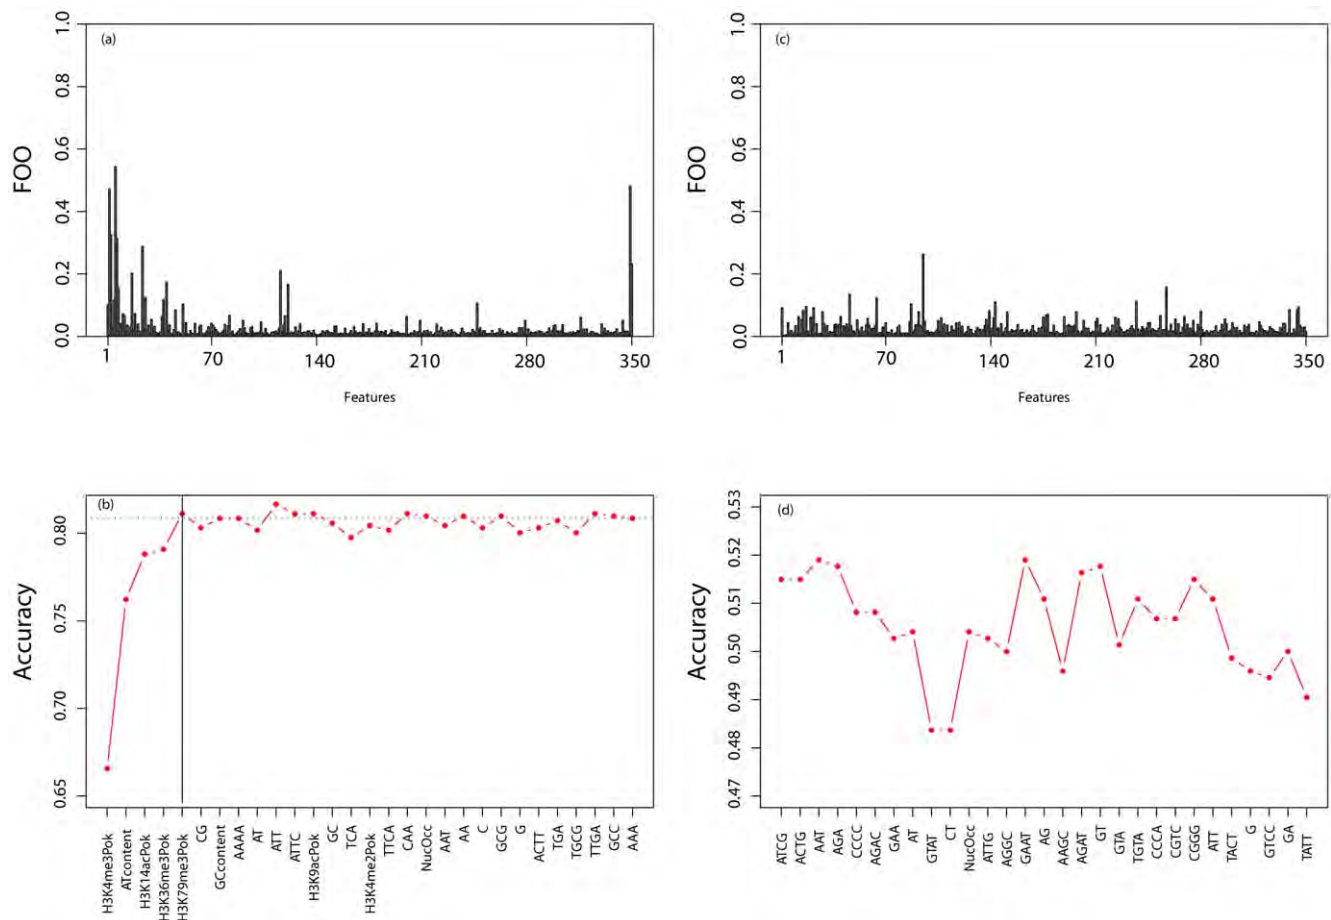 (a)
FOO
1.0
0.8
0.6
0.4
0.2
0.0
1 70 140 210 280 350
Features
(c)
FOO
1.0
0.8
0.6
0.4
0.2
0.0
1 70 140 210 280 350
Features
(b)
Accuracy
0.80
0.75
0.70
0.65
H3K4me3Pok
ATcontent
H3K14acPok
H3K36me3Pok
H3K79me3Pok
CG
GCcontent
AAAA
AT
ATT
ATTC
H3K9acPok
GC
TCA
H3K4me2Pok
TTCA
CAA
NucOcc
AAT
AA
C
GCG
G
ACTT
TGA
TGCG
TTGA
GCC
AAA
(d)
Accuracy
0.53
0.52
0.51
0.50
0.49
0.48
0.47
ATCG
ACTG
AAT
AGA
CCCC
AGAC
GAA
AT
GTAT
CT
NucOcc
ATTG
AGGC
GAAT
AG
AAGC
AGAT
GT
GTA
TGTA
CCCA
CGTC
CGGG
ATT
TACT
G
GTCC
GA
TATT